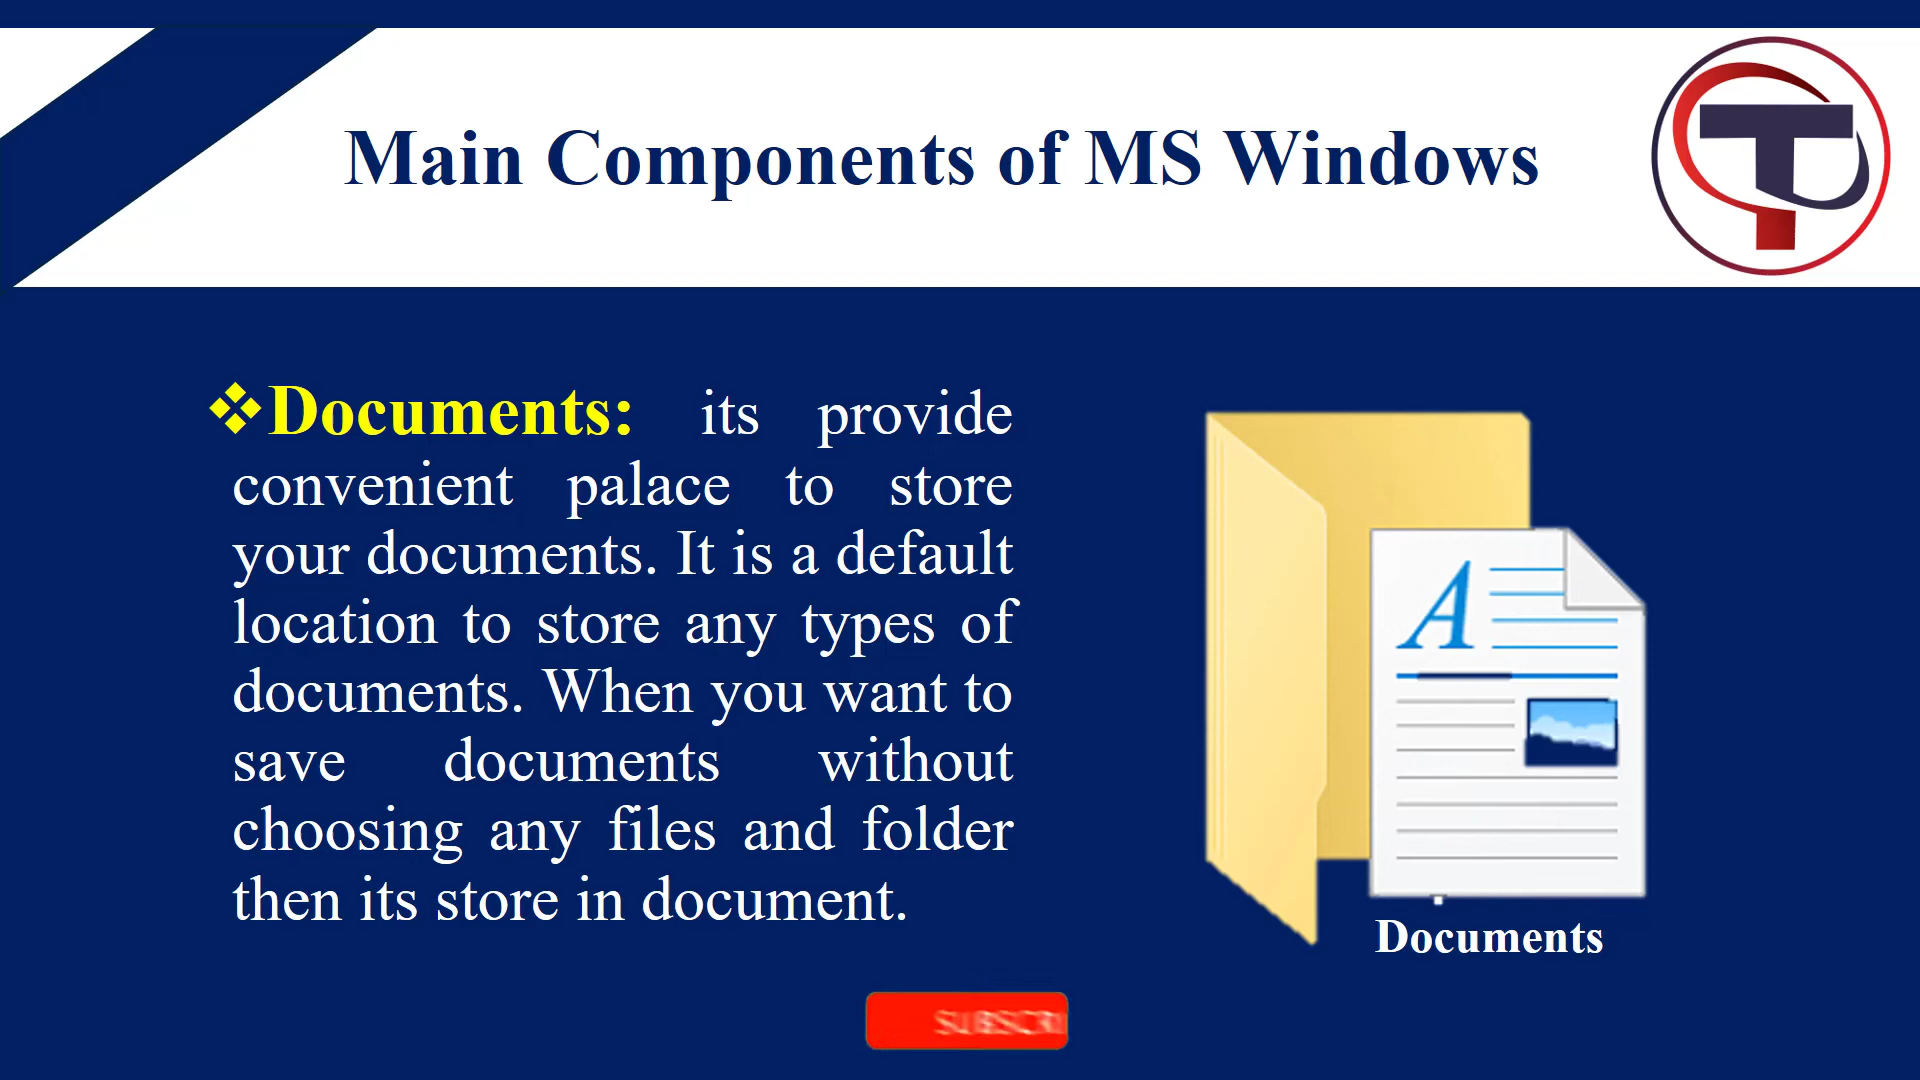 Main Components of MS Windows
❖Documents: its provide
convenient palace to store
your documents. It is a default
location to store any types of
documents. When you want to
save documents without
choosing any files and folder
then its store in document.
A
Documents